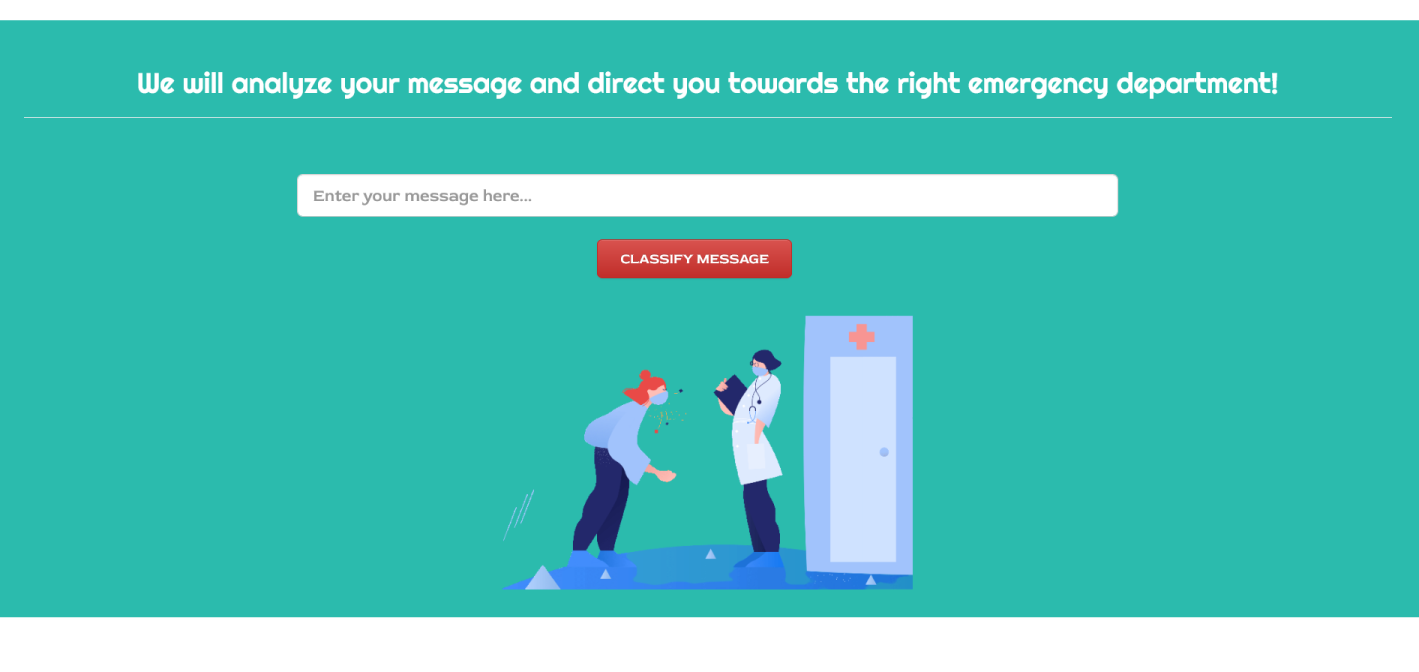 We will analyze your message and direct you towards the right emergency department!
Enter your message here...
CLASSIFY MESSAGE